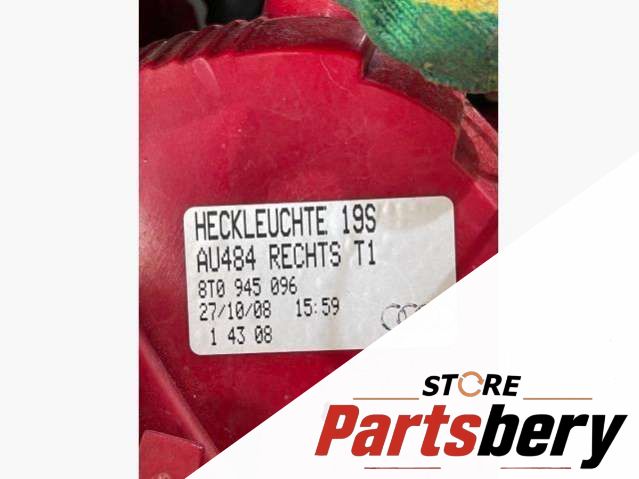 HECKLEUCHTE 19S
AU484 RECHTS T1
8T0 945 096
27/10/08 15:59
1 43 08
STORE
Partsbery